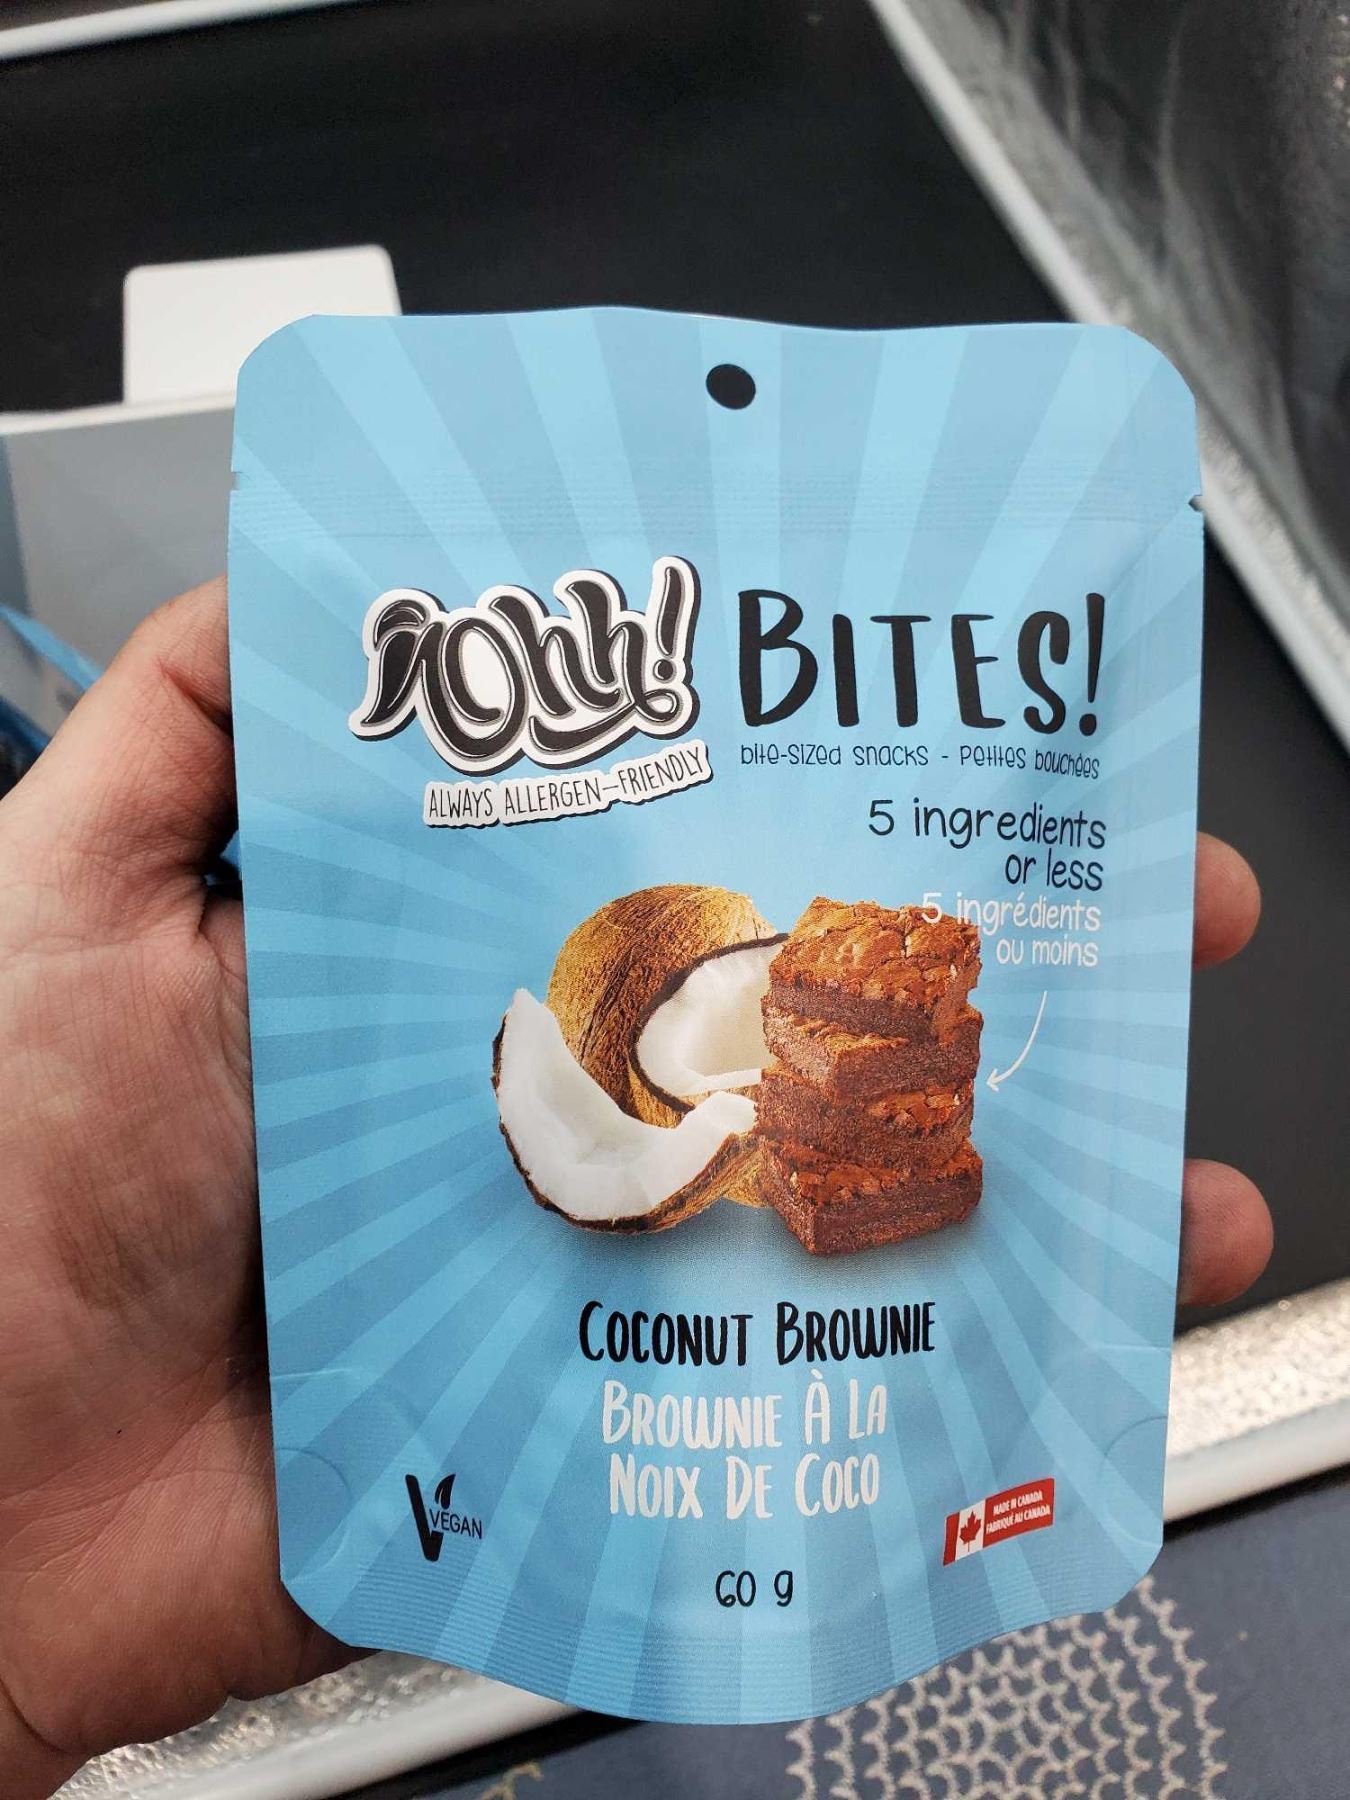 Ohh! BITES!
ALWAYS ALLERGEN-FRIENDLY
bite-sized snacks - petites bouchées
5 ingredients
or less
5 ingrédients
ou moins
COCONUT BROWNIE
BROWNIE À LA
NOIX DE COCO
VEGAN
MADE IN CANADA
FABRIQUÉ AU CANADA
60 g